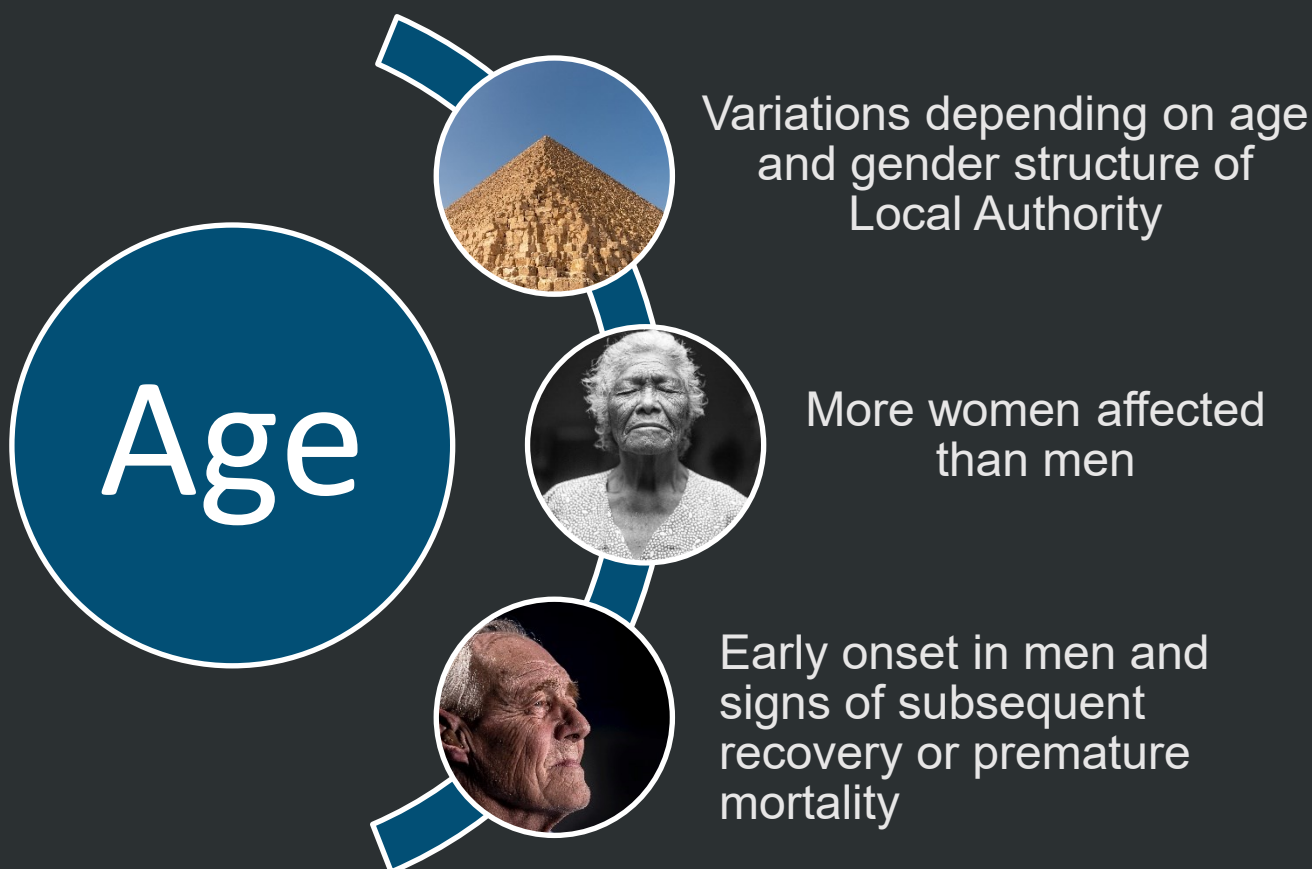 Age
Variations depending on age
and gender structure of
Local Authority
More women affected
than men
Early onset in men and
signs of subsequent
recovery or premature
mortality